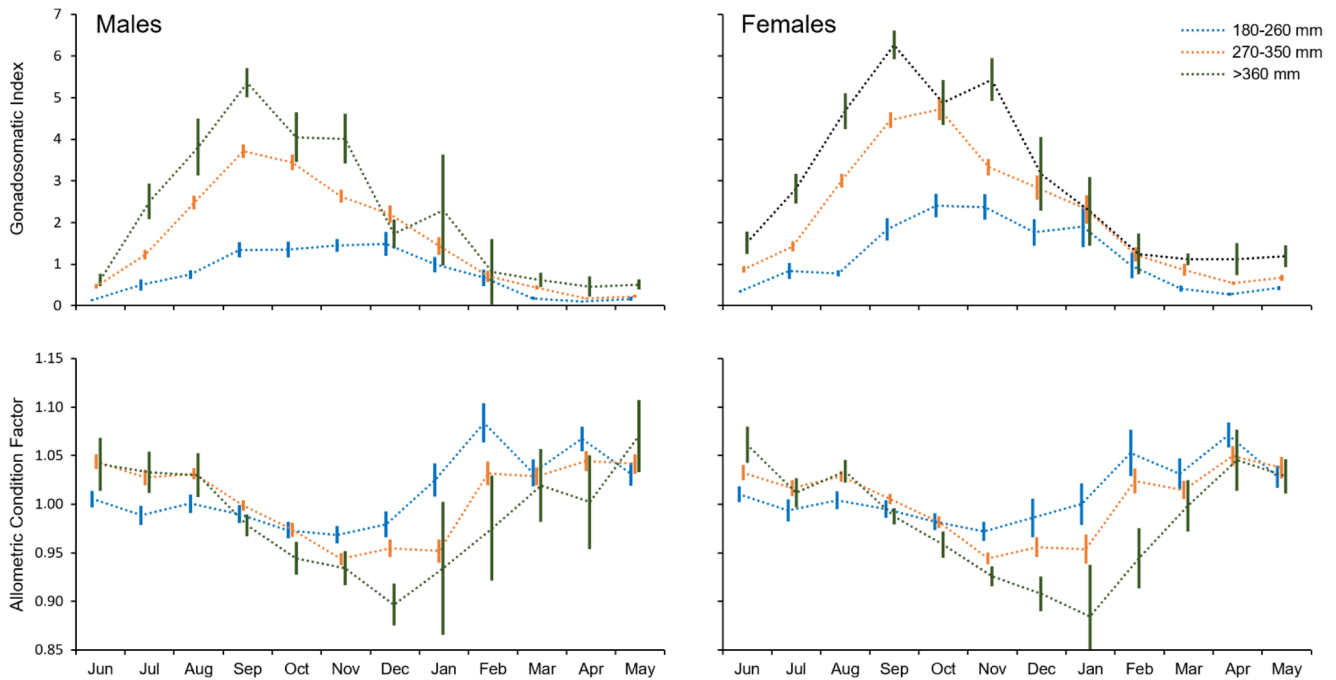 Males
Females
180-260 mm
270-350 mm
>360 mm
Gonadosomatic Index
7
6
5
4
3
2
1
0
Allometric Condition Factor
1.15
1.10
1.05
1.00
0.95
0.90
0.85
Jun Jul Aug Sep Oct Nov Dec Jan Feb Mar Apr May
Jun Jul Aug Sep Oct Nov Dec Jan Feb Mar Apr May